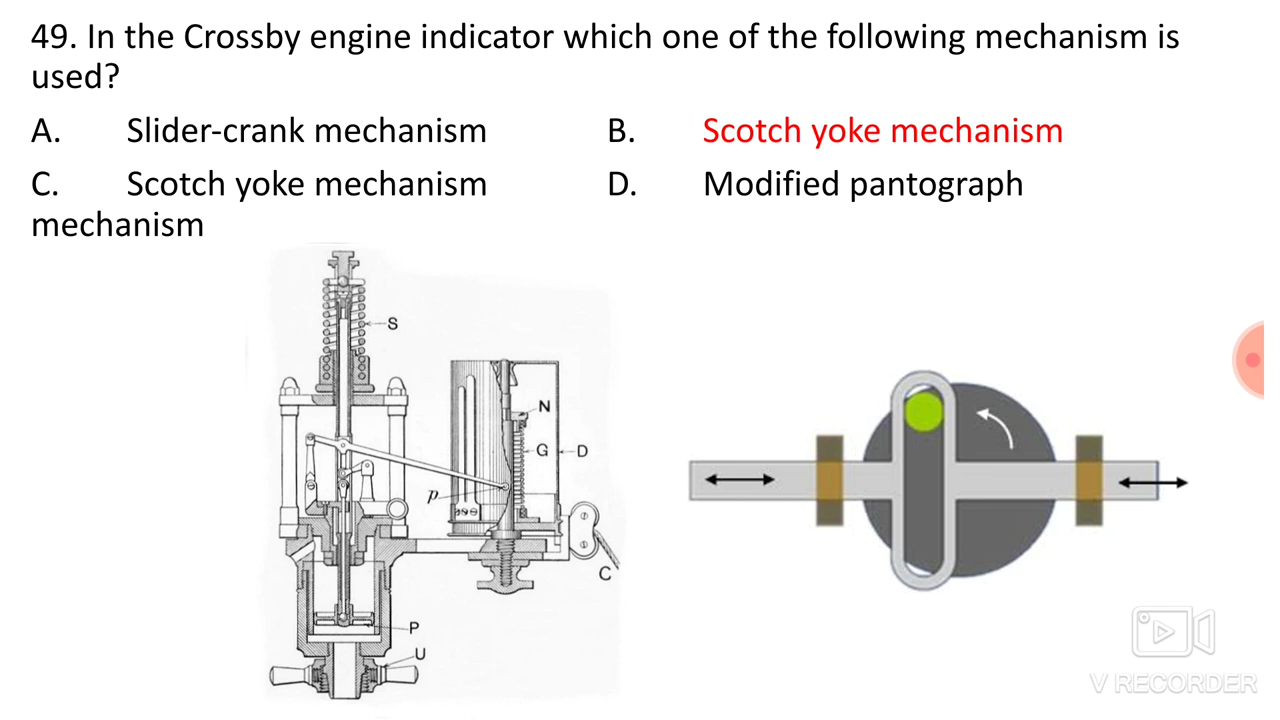 49. In the Crossby engine indicator which one of the following mechanism is
used?
A. Slider-crank mechanism B. Scotch yoke mechanism
C. Scotch yoke mechanism D. Modified pantograph
mechanism
S
N
G
D
p
C
P
U
V RECORDER